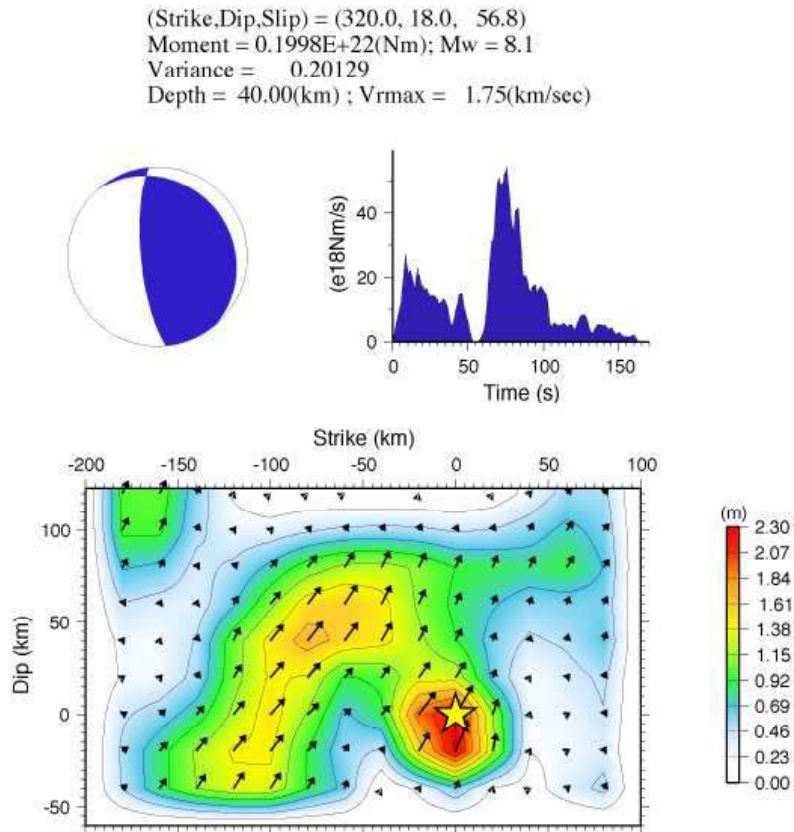 (Strike,Dip,Slip) = (320.0, 18.0, 56.8)
Moment = 0.1998E+22(Nm); Mw = 8.1
Variance = 0.20129
Depth = 40.00(km) ; Vrmax = 1.75(km/sec)
(e18Nm/s)
40
20
0
0 50 100 150
Time (s)
Strike (km)
-200 -150 -100 -50 0 50 100
Dip (km)
100
50
0
-50
(m)
2.30
2.07
1.84
1.61
1.38
1.15
0.92
0.69
0.46
0.23
0.00